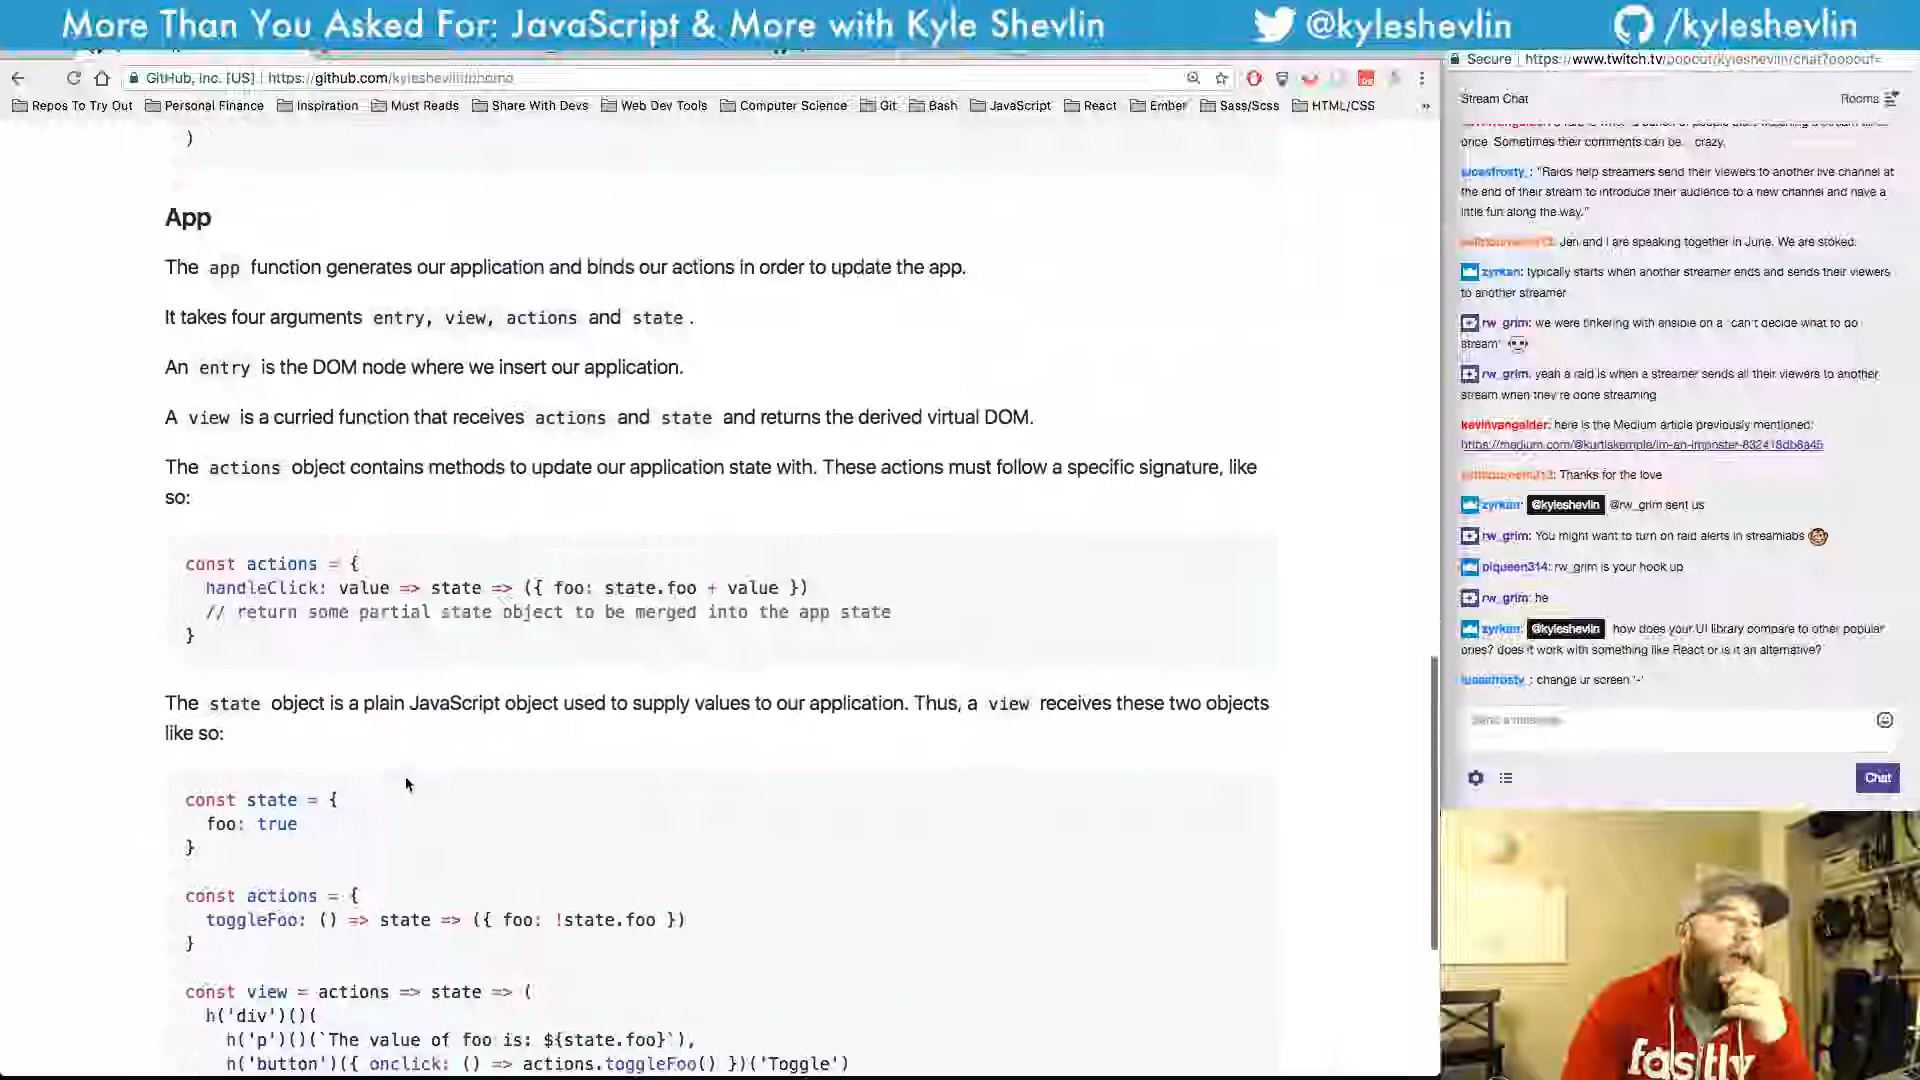 More Than You Asked For: JavaScript & More with Kyle Shevlin
@kyleshevlin
/kyleshevlin
GitHub, Inc. [US] | https://github.com/kyleshevlin/
Repos To Try Out
Personal Finance
Inspiration
Must Reads
Share With Devs
Web Dev Tools
Computer Science
Git
Bash
JavaScript
React
Ember
Sass/Scss
HTML/CSS
»
)
App
The app function generates our application and binds our actions in order to update the app.
It takes four arguments entry, view, actions and state .
An entry is the DOM node where we insert our application.
A view is a curried function that receives actions and state and returns the derived virtual DOM.
The actions object contains methods to update our application state with. These actions must follow a specific signature, like
so:
const actions = {
handleClick: value => state => ({ foo: state.foo + value })
// return some partial state object to be merged into the app state
}
The state object is a plain JavaScript object used to supply values to our application. Thus, a view receives these two objects
like so:
const state = {
foo: true
}
const actions = {
toggleFoo: () => state => ({ foo: !state.foo })
}
const view = actions => state => (
h('div')()(
h('p')()(`The value of foo is: ${state.foo}`),
h('button')({ onclick: () => actions.toggleFoo() })('Toggle')
Secure | https://www.twitch.tv/popout/kyleshevlin/chat?popout=
Stream Chat
Rooms
once. Sometimes their comments can be... crazy.
"Raids help streamers send their viewers to another live channel at
the end of their stream to introduce their audience to a new channel and have a
little fun along the way."
Jen and I are speaking together in June. We are stoked.
zyrkan: typically starts when another streamer ends and sends their viewers
to another streamer
rw_grim: we were tinkering with ansible on a "can't decide what to do
stream"
rw_grim: yeah a raid is when a streamer sends all their viewers to another
stream when they're done streaming
kevinvangelder: here is the Medium article previously mentioned:
https://medium.com/@kurtiskemple/im-an-imposter-832418db6a45
Thanks for the love
zyrkan: @kyleshevlin @rw_grim sent us
rw_grim: You might want to turn on raid alerts in streamlabs
piqueen314: rw_grim is your hook up
rw_grim: he
zyrkan: @kyleshevlin how does your UI library compare to other popular
ones? does it work with something like React or is it an alternative?
lucasfrosty_: change ur screen '-'
Send a message
Chat
fastly